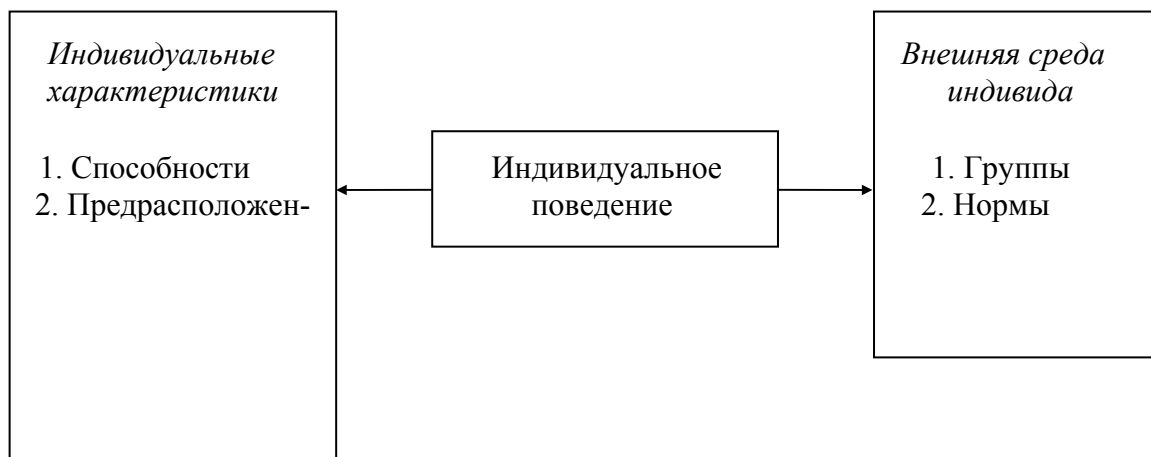 Индивидуальные
характеристики
1. Способности
2. Предрасположен-
Индивидуальное
поведение
Внешняя среда
индивида
1. Группы
2. Нормы